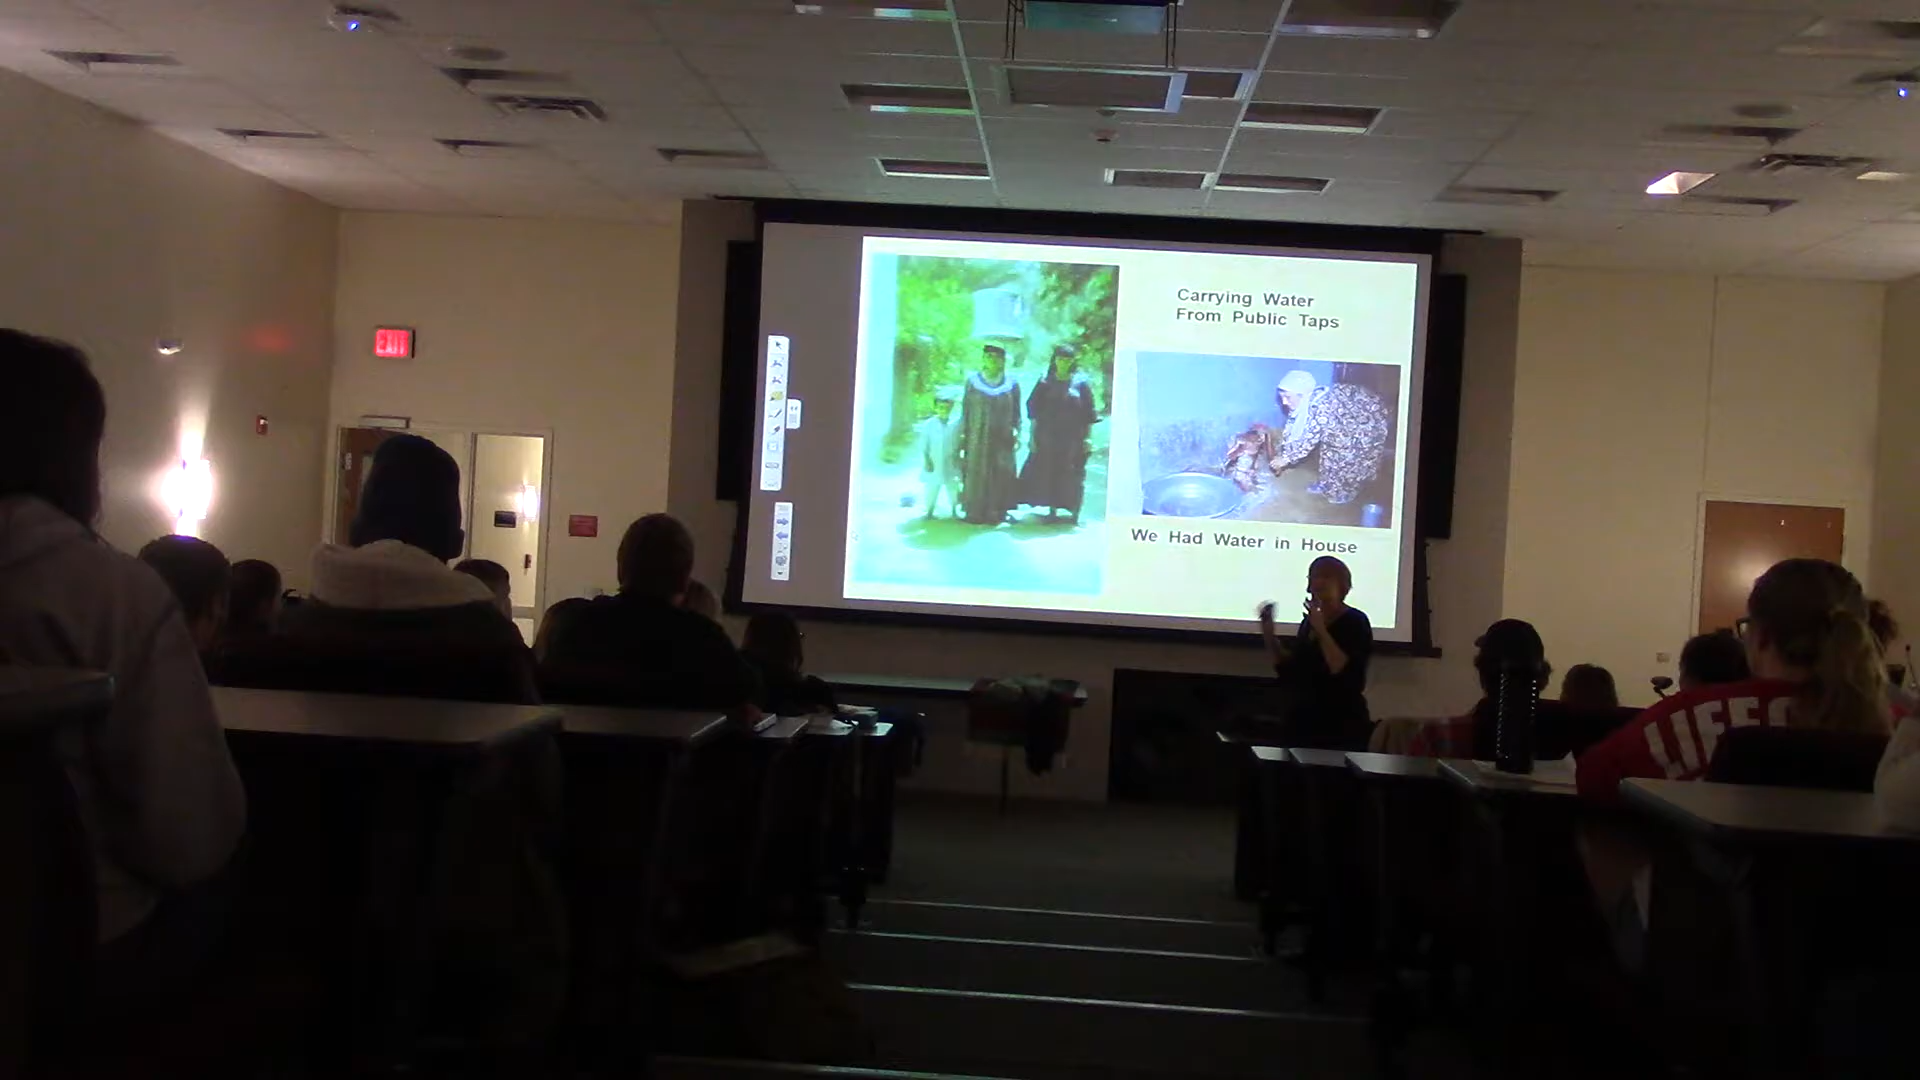 EXIT
Carrying Water
From Public Taps
We Had Water in House